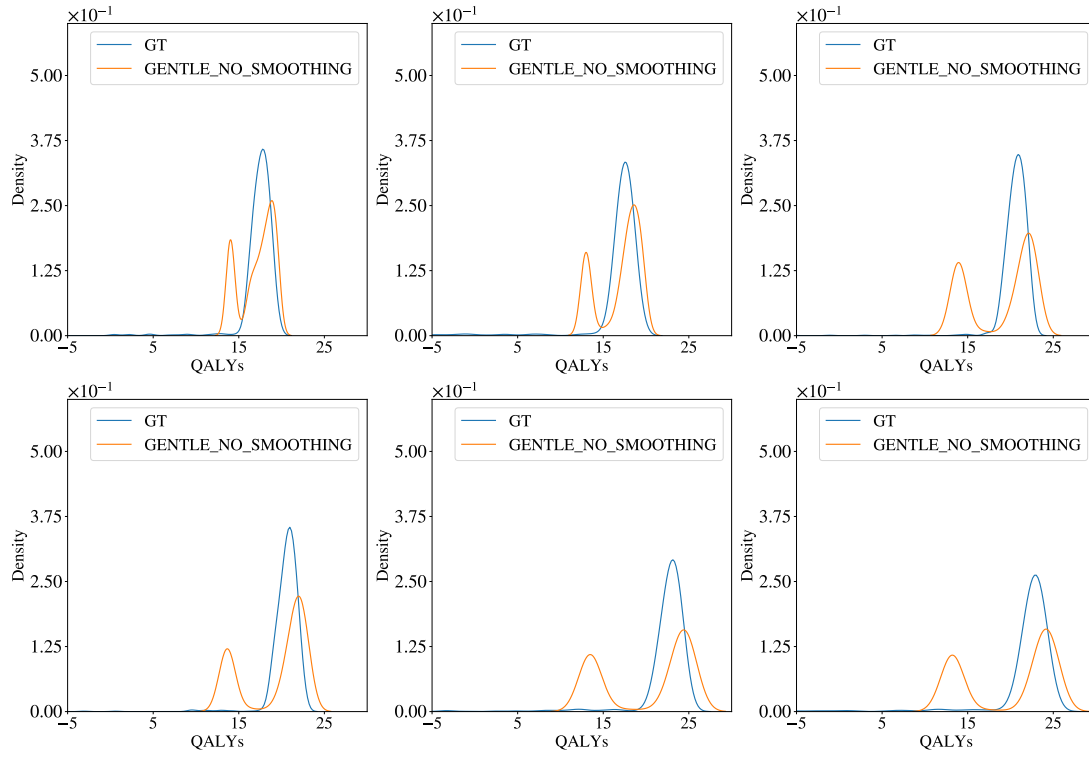 ×10⁻¹ ×10⁻¹ ×10⁻¹
GT GT GT
GENTLE_NO_SMOOTHING GENTLE_NO_SMOOTHING GENTLE_NO_SMOOTHING
5.00 5.00 5.00
3.75 3.75 3.75
Density Density Density
2.50 2.50 2.50
1.25 1.25 1.25
0.00 0.00 0.00
−5 5 15 25 −5 5 15 25 −5 5 15 25
QALYs QALYs QALYs
×10⁻¹ ×10⁻¹ ×10⁻¹
GT GT GT
GENTLE_NO_SMOOTHING GENTLE_NO_SMOOTHING GENTLE_NO_SMOOTHING
5.00 5.00 5.00
3.75 3.75 3.75
Density Density Density
2.50 2.50 2.50
1.25 1.25 1.25
0.00 0.00 0.00
−5 5 15 25 −5 5 15 25 −5 5 15 25
QALYs QALYs QALYs